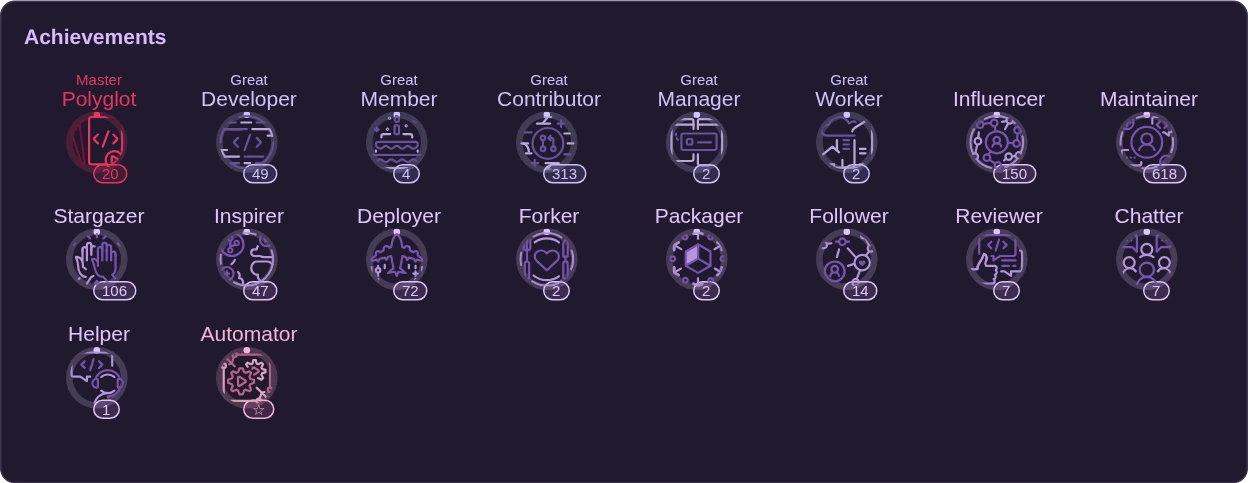 Achievements
Master Great Great Great Great Great
Polyglot Developer Member Contributor Manager Worker Influencer Maintainer
20 49 4 313 2 2 150 618
Stargazer Inspirer Deployer Forker Packager Follower Reviewer Chatter
106 47 72 2 2 14 7 7
Helper Automator
1 ☆